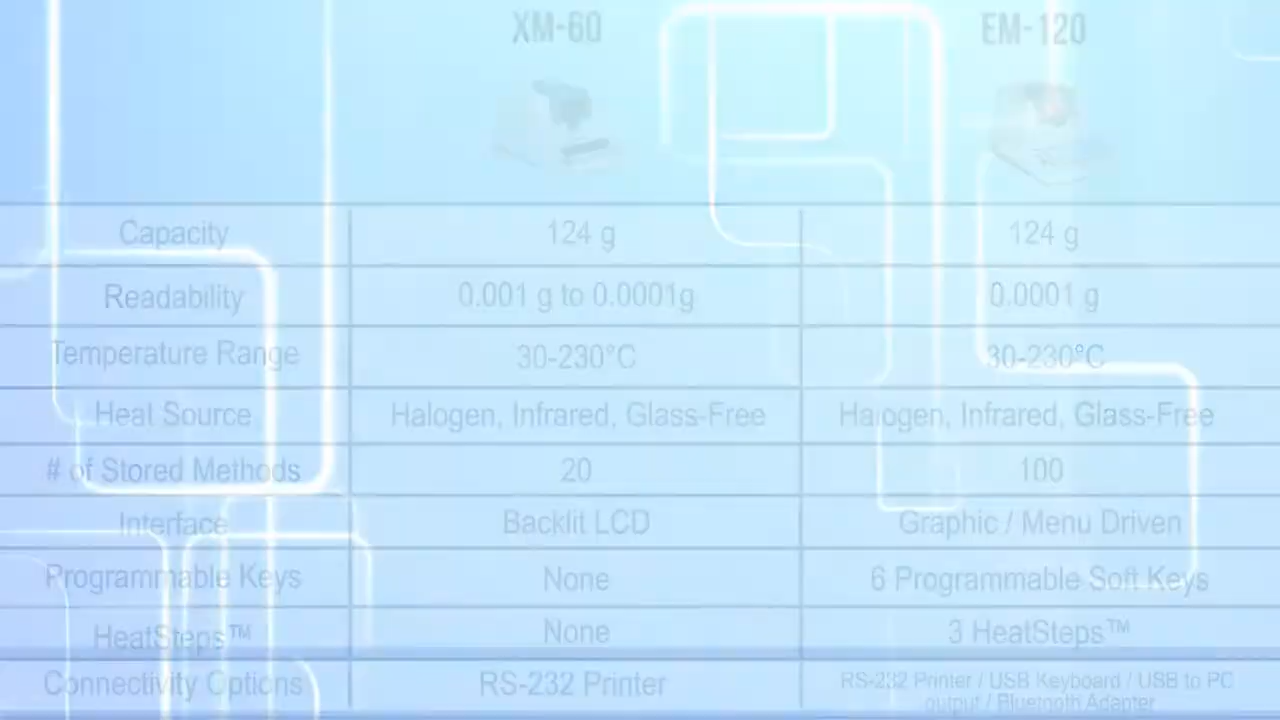 XM-60 EM-120
Capacity 124 g 124 g
Readability 0.001 g to 0.0001g 0.0001 g
Temperature Range 30-230°C 30-230°C
Heat Source Halogen, Infrared, Glass-Free Halogen, Infrared, Glass-Free
# of Stored Methods 20 100
Interface Backlit LCD Graphic / Menu Driven
Programmable Keys None 6 Programmable Soft Keys
HeatSteps™ None 3 HeatSteps™
Connectivity Options RS-232 Printer RS-232 Printer / USB Keyboard / USB to PC
output / Bluetooth Adapter